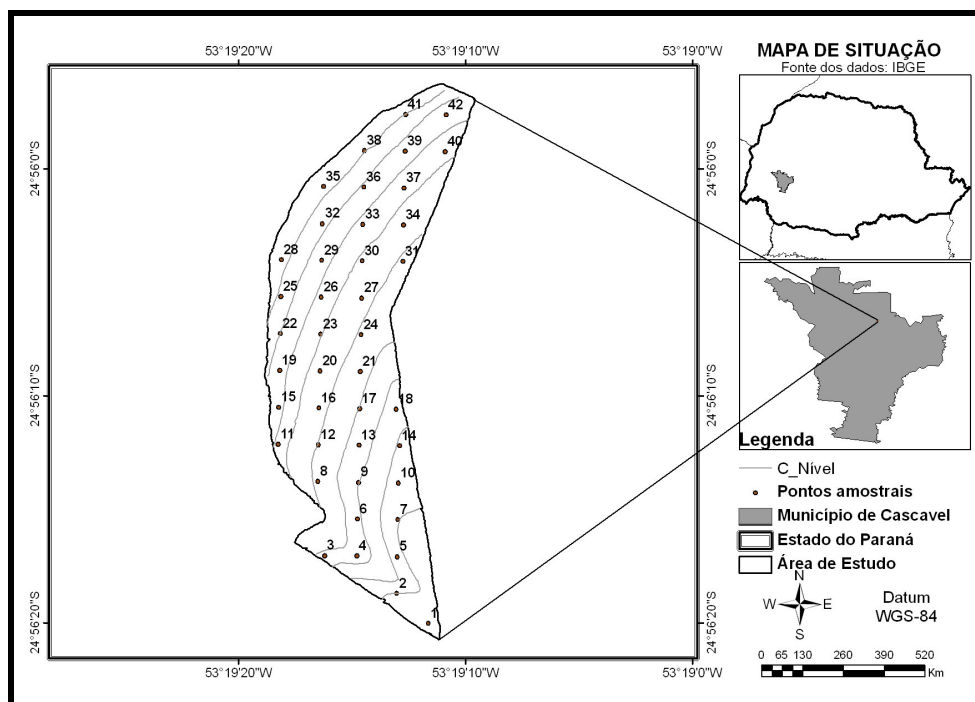 53°19'20"W 53°19'10"W 53°19'0"W
MAPA DE SITUAÇÃO
Fonte dos dados: IBGE
41 42
38 39 40
24°56'0"S 24°56'0"S
35 36 37
32 33 34
28 29 30 31
25 26 27
22 23 24
19 20 21
24°56'10"S 24°56'10"S
15 16 17 18
11 12 13 14
8 9 10
6 7
3 4 5
2
1
24°56'20"S 24°56'20"S
53°19'20"W 53°19'10"W 53°19'0"W
Legenda
C_Nível
Pontos amostrais
Município de Cascavel
Estado do Paraná
Área de Estudo
N
W E
S
Datum
WGS-84
0 65 130 260 390 520
Km